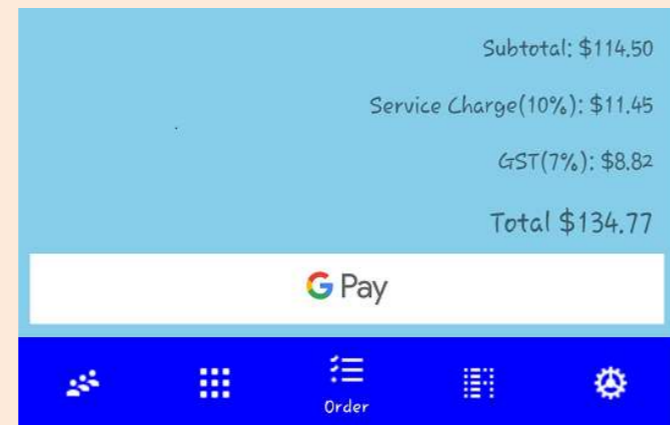 Subtotal: $114.50
Service Charge(10%): $11.45
GST(7%): $8.82
Total $134.77
G Pay
Order